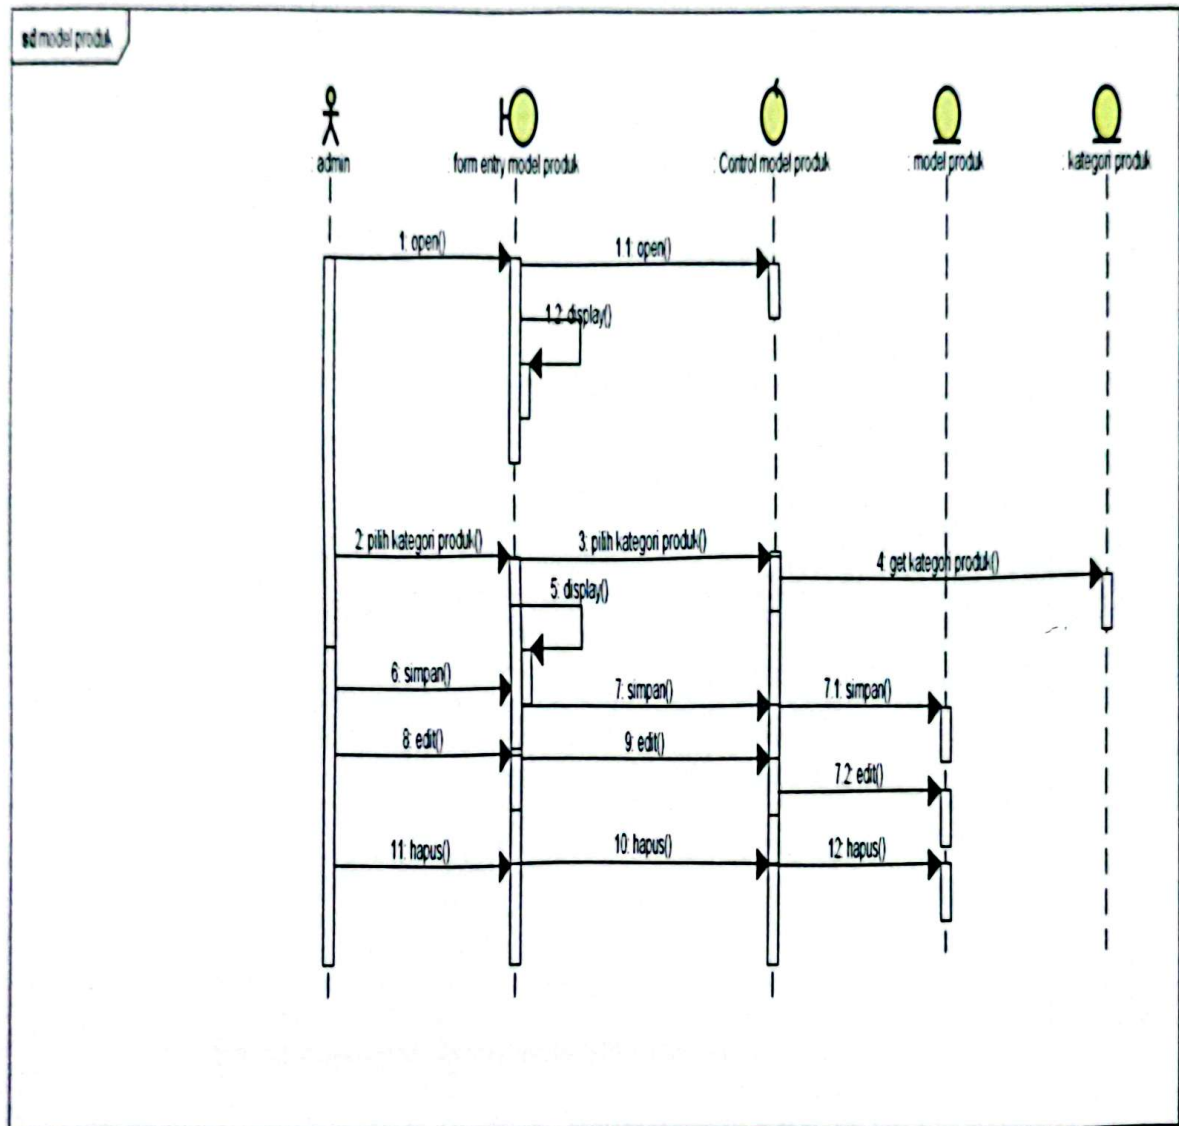 sd model produk
: admin
: form entry model produk
: Control model produk
: model produk
: kategori produk
1: open()
1.1: open()
1.2: display()
2: pilih kategori produk()
3: pilih kategori produk()
4: get kategori produk()
5: display()
6: simpan()
7: simpan()
7.1: simpan()
8: edit()
9: edit()
7.2: edit()
11: hapus()
10: hapus()
12: hapus()